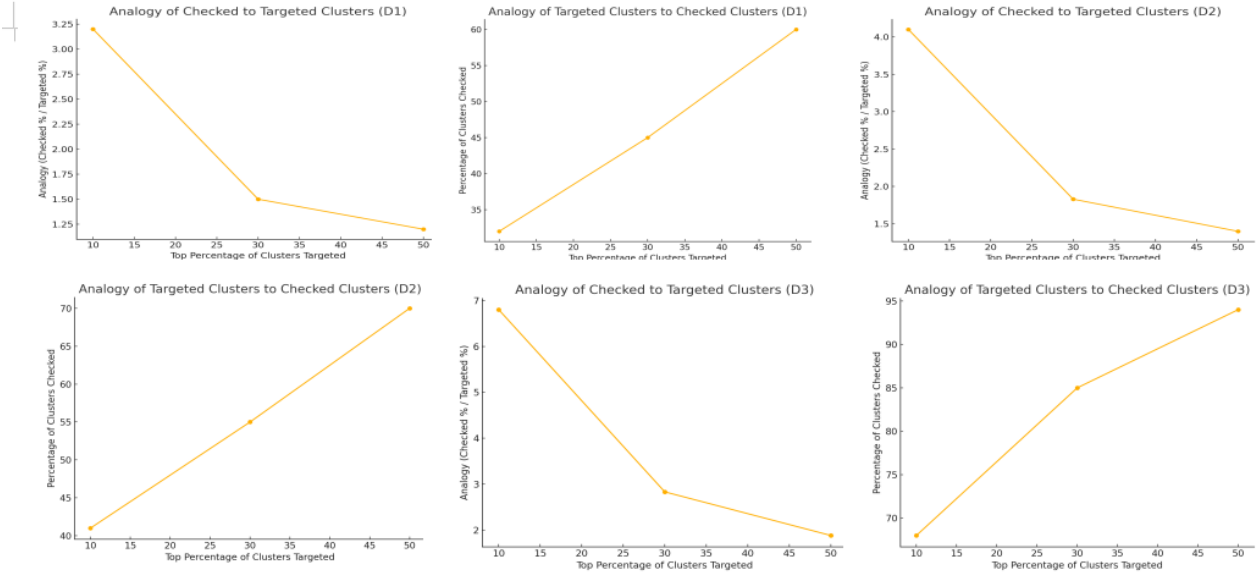 Analogy of Checked to Targeted Clusters (D1)
Analogy (Checked % / Targeted %)
3.25
3.00
2.75
2.50
2.25
2.00
1.75
1.50
1.25
10 15 20 25 30 35 40 45 50
Top Percentage of Clusters Targeted
Analogy of Targeted Clusters to Checked Clusters (D1)
Percentage of Clusters Checked
60
55
50
45
40
35
10 15 20 25 30 35 40 45 50
Top Percentage of Clusters Targeted
Analogy of Checked to Targeted Clusters (D2)
Analogy (Checked % / Targeted %)
4.0
3.5
3.0
2.5
2.0
1.5
10 15 20 25 30 35 40 45 50
Top Percentage of Clusters Targeted
Analogy of Targeted Clusters to Checked Clusters (D2)
Percentage of Clusters Checked
70
65
60
55
50
45
40
10 15 20 25 30 35 40 45 50
Top Percentage of Clusters Targeted
Analogy of Checked to Targeted Clusters (D3)
Analogy (Checked % / Targeted %)
7
6
5
4
3
2
10 15 20 25 30 35 40 45 50
Top Percentage of Clusters Targeted
Analogy of Targeted Clusters to Checked Clusters (D3)
Percentage of Clusters Checked
95
90
85
80
75
70
10 15 20 25 30 35 40 45 50
Top Percentage of Clusters Targeted